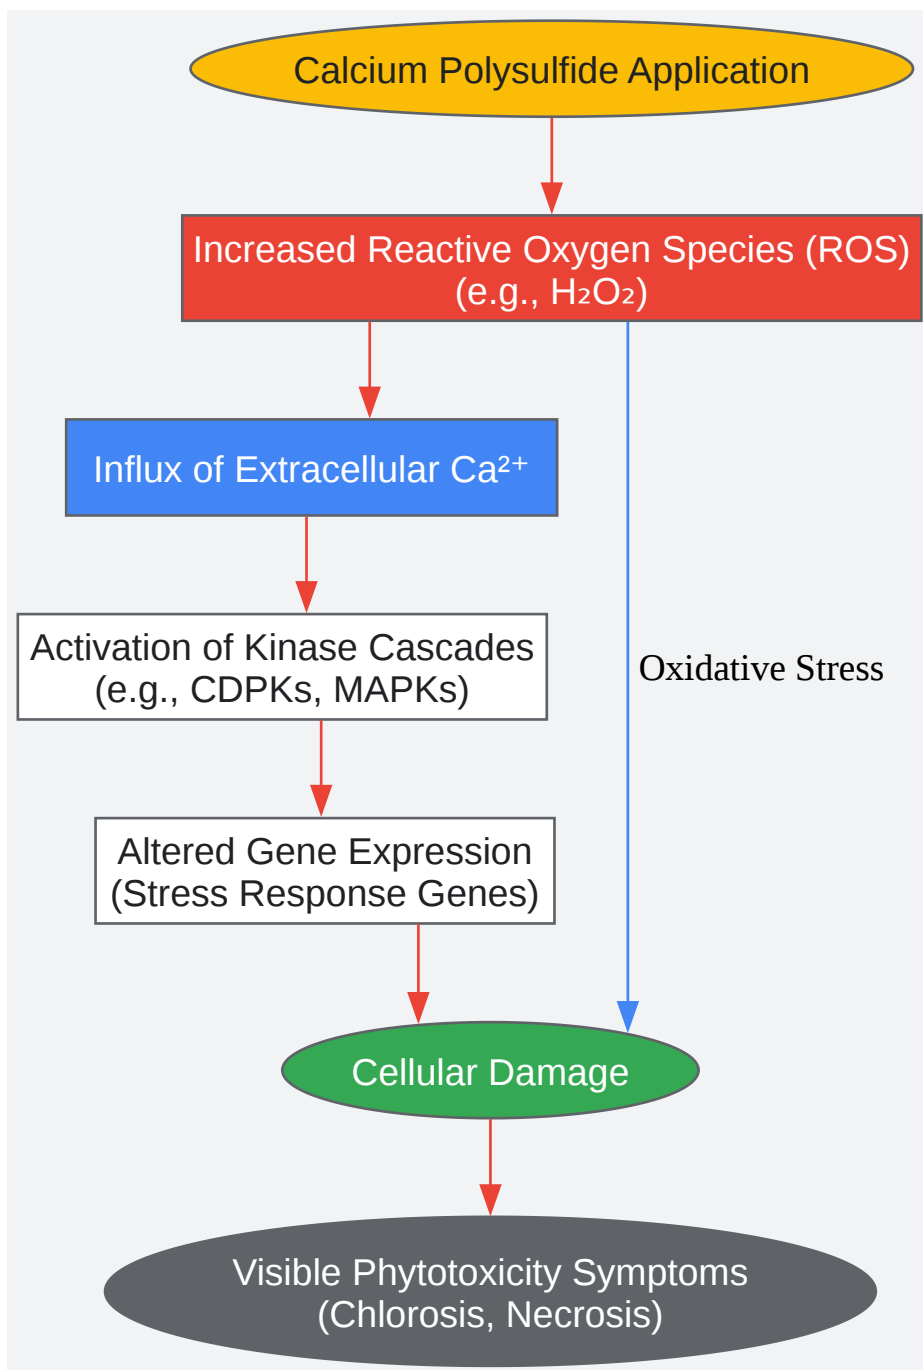 Calcium Polysulfide Application
Increased Reactive Oxygen Species (ROS)
(e.g., H₂O₂)
Influx of Extracellular Ca²⁺
Activation of Kinase Cascades
(e.g., CDPKs, MAPKs)
Oxidative Stress
Altered Gene Expression
(Stress Response Genes)
Cellular Damage
Visible Phytotoxicity Symptoms
(Chlorosis, Necrosis)